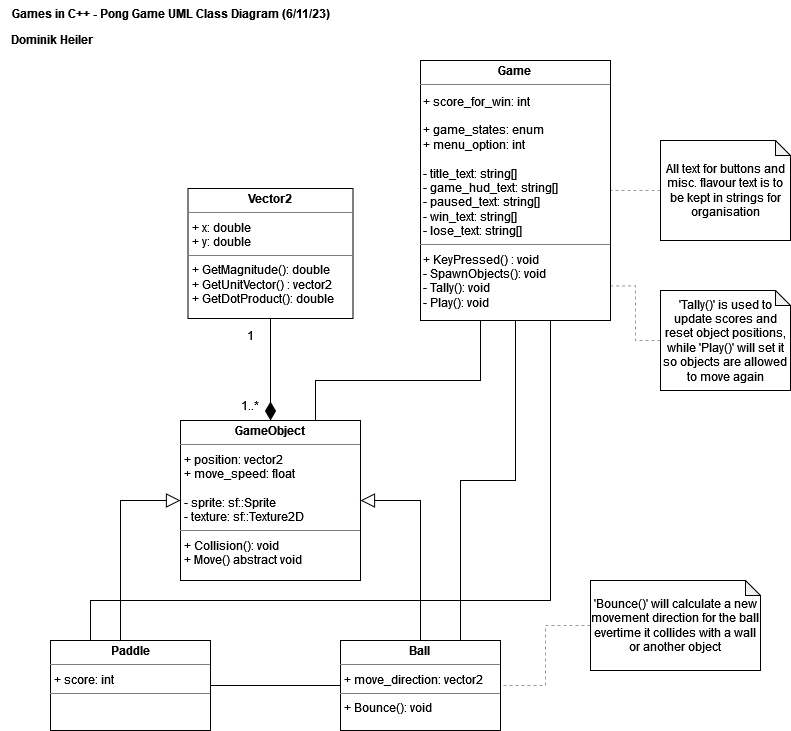 Games in C++ - Pong Game UML Class Diagram (6/11/23)
Dominik Heiler
Game
+ score_for_win: int
+ game_states: enum
+ menu_option: int
- title_text: string[]
- game_hud_text: string[]
- paused_text: string[]
- win_text: string[]
- lose_text: string[]
+ KeyPressed() : void
- SpawnObjects(): void
- Tally(): void
- Play(): void
All text for buttons and
misc. flavour text is to
be kept in strings for
organisation
'Tally()' is used to
update scores and
reset object positions,
while 'Play()' will set it
so objects are allowed
to move again
Vector2
+ x: double
+ y: double
+ GetMagnitude(): double
+ GetUnitVector() : vector2
+ GetDotProduct(): double
1
1..*
GameObject
+ position: vector2
+ move_speed: float
- sprite: sf::Sprite
- texture: sf::Texture2D
+ Collision(): void
+ Move() abstract void
'Bounce()' will calculate a new
movement direction for the ball
evertime it collides with a wall
or another object
Paddle
+ score: int
Ball
+ move_direction: vector2
+ Bounce(): void